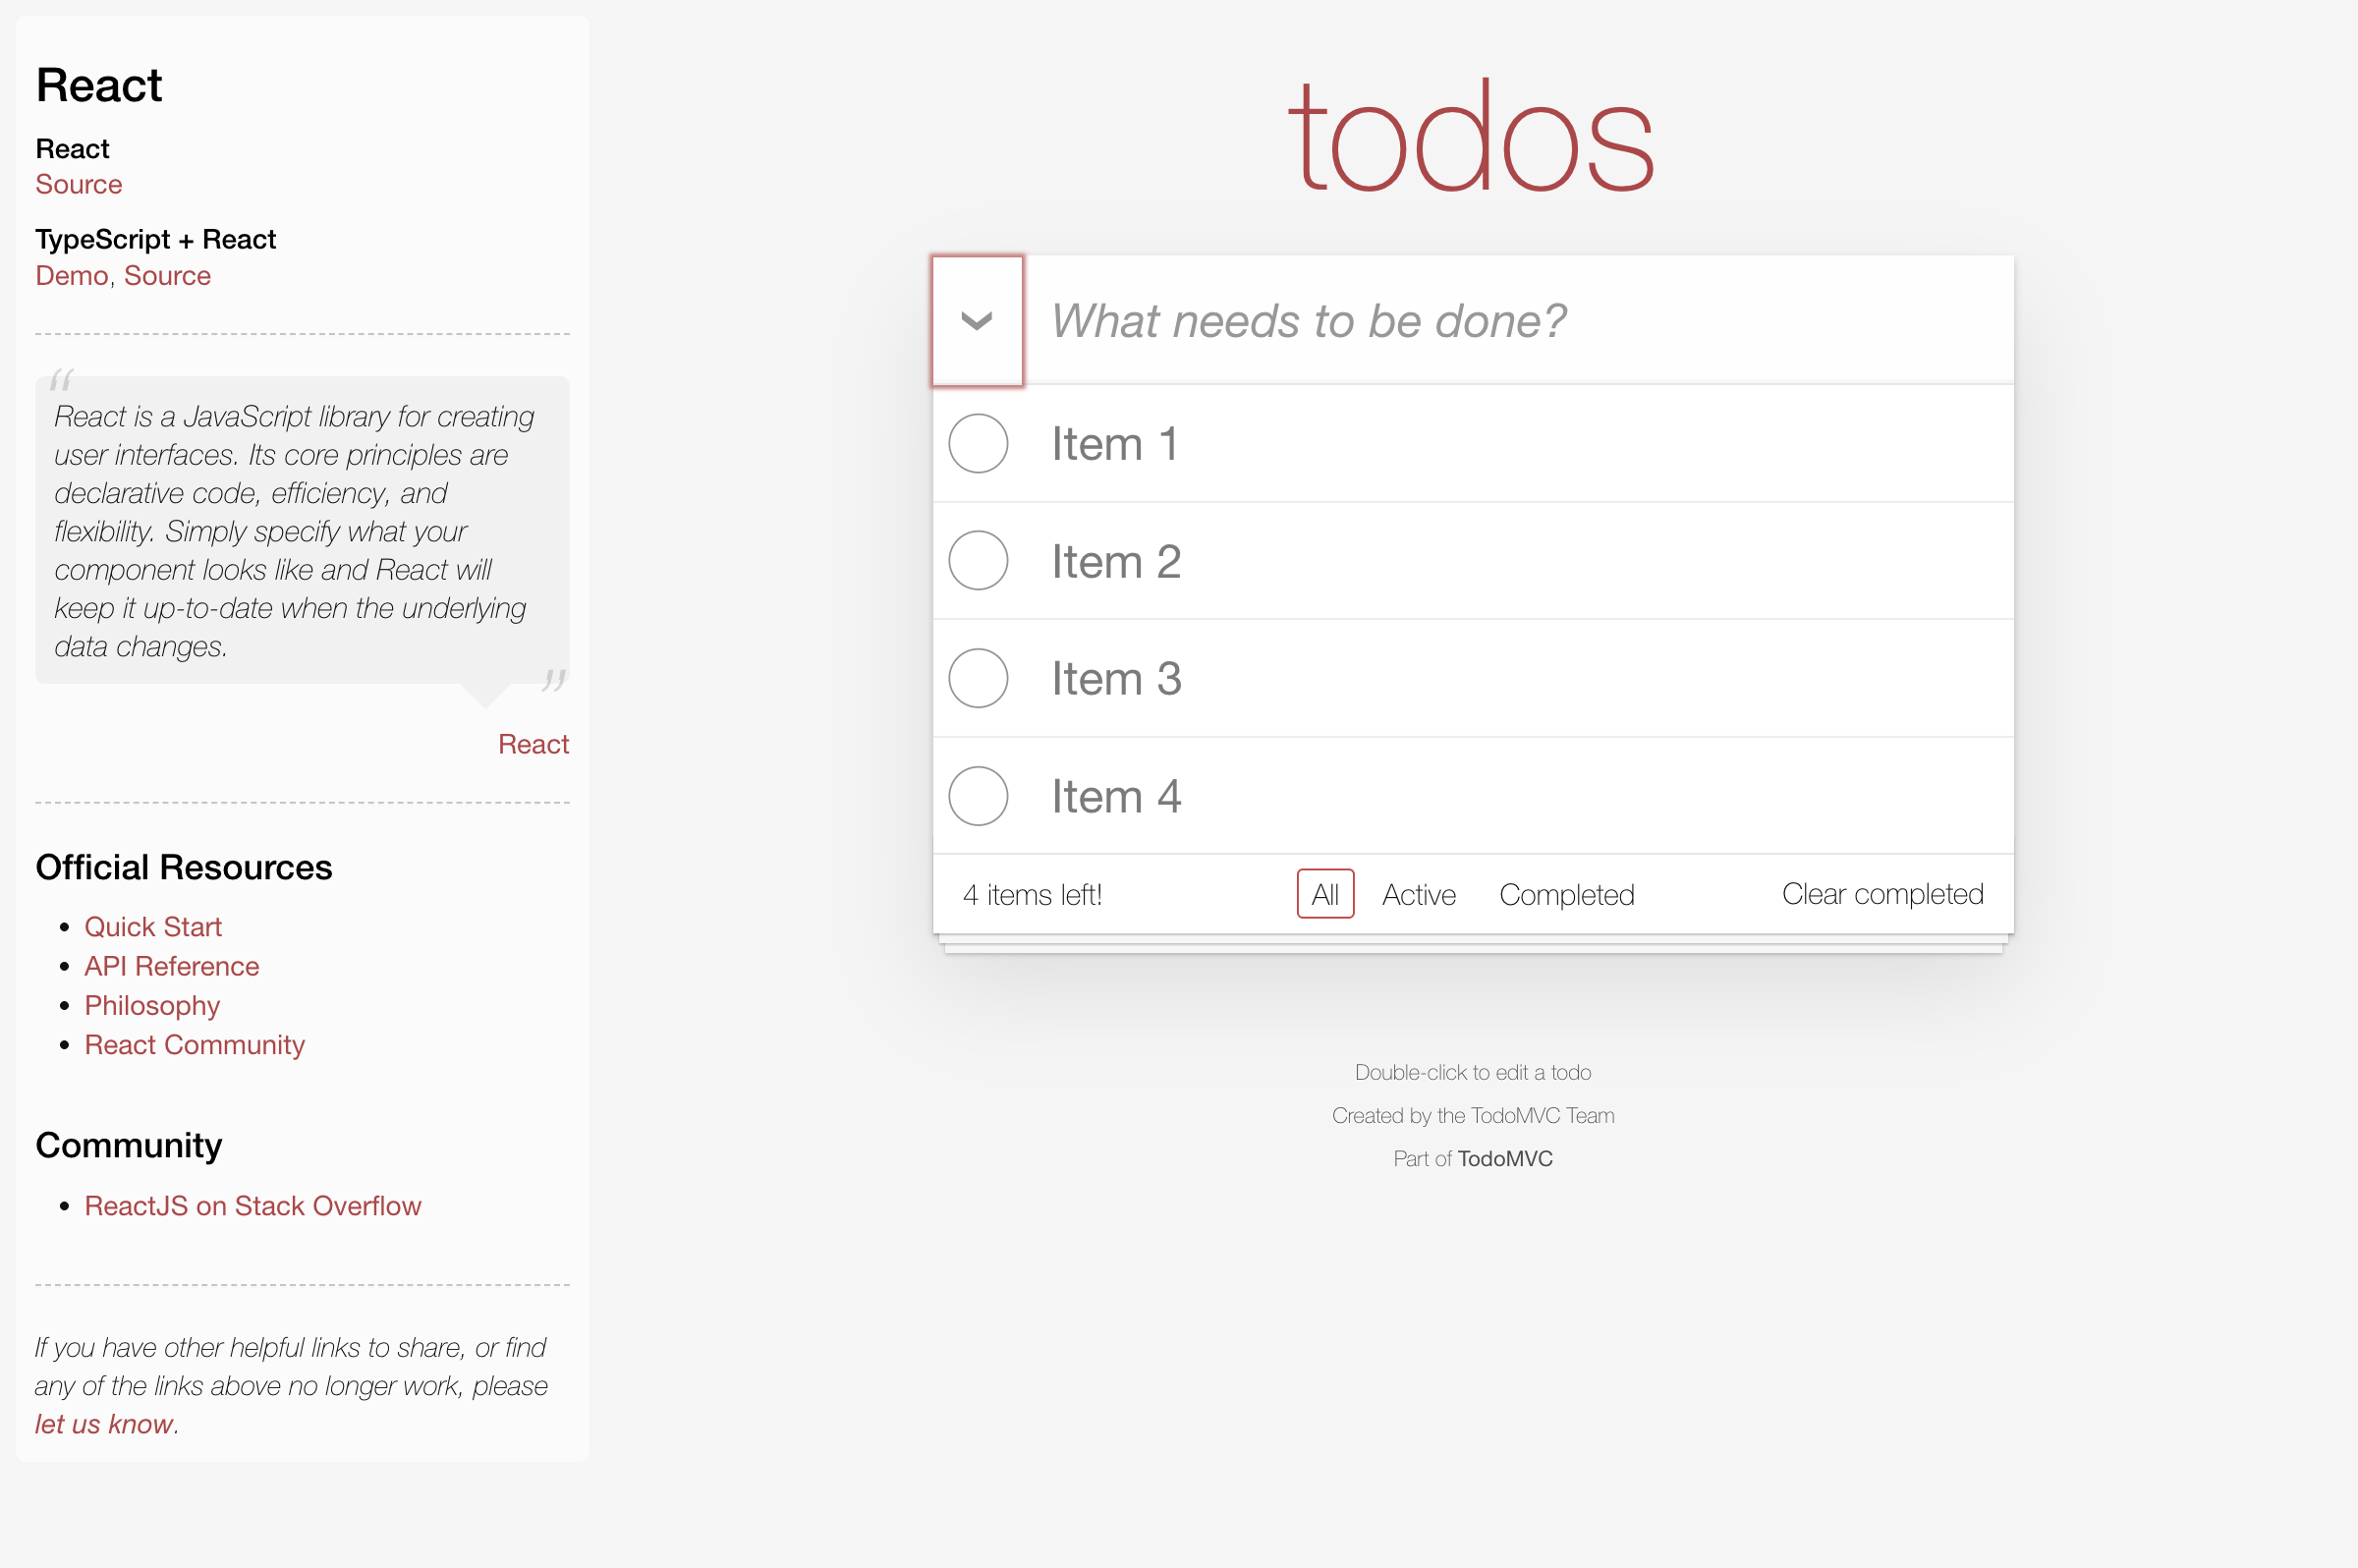 React
React
Source
TypeScript + React
Demo, Source
“
React is a JavaScript library for creating
user interfaces. Its core principles are
declarative code, efficiency, and
flexibility. Simply specify what your
component looks like and React will
keep it up-to-date when the underlying
data changes.
”
React
Official Resources
• Quick Start
• API Reference
• Philosophy
• React Community
Community
• ReactJS on Stack Overflow
If you have other helpful links to share, or find
any of the links above no longer work, please
let us know.
todos
What needs to be done?
Item 1
Item 2
Item 3
Item 4
4 items left! All Active Completed Clear completed
Double-click to edit a todo
Created by the TodoMVC Team
Part of TodoMVC